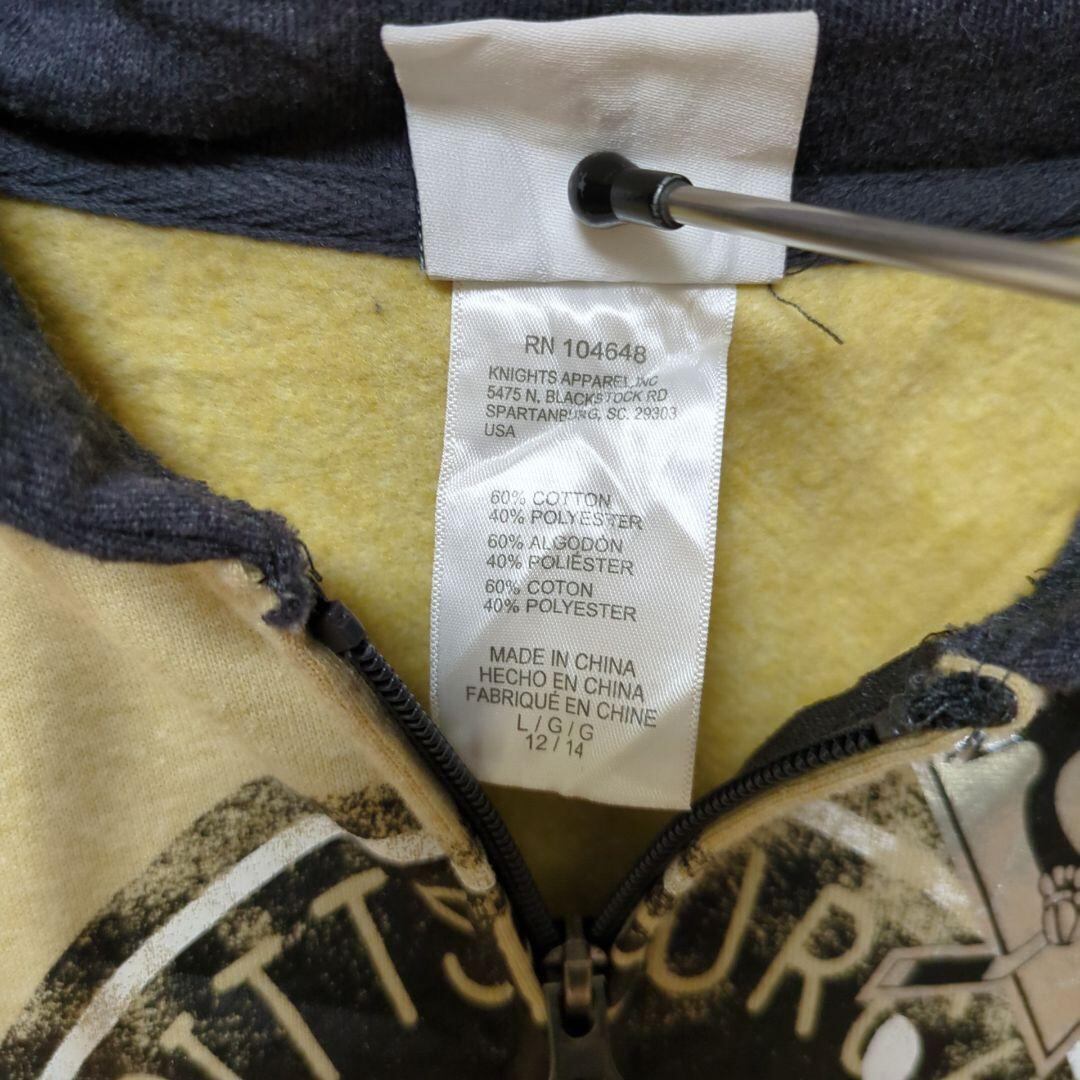 RN 104648
KNIGHTS APPAREL INC
5475 N. BLACKSTOCK RD
SPARTANBURG, SC. 29303
USA
60% COTTON
40% POLYESTER
60% ALGODÓN
40% POLIÉSTER
60% COTON
40% POLYESTER
MADE IN CHINA
HECHO EN CHINA
FABRIQUÉ EN CHINE
L / G / G
12 / 14
PITTSBURG